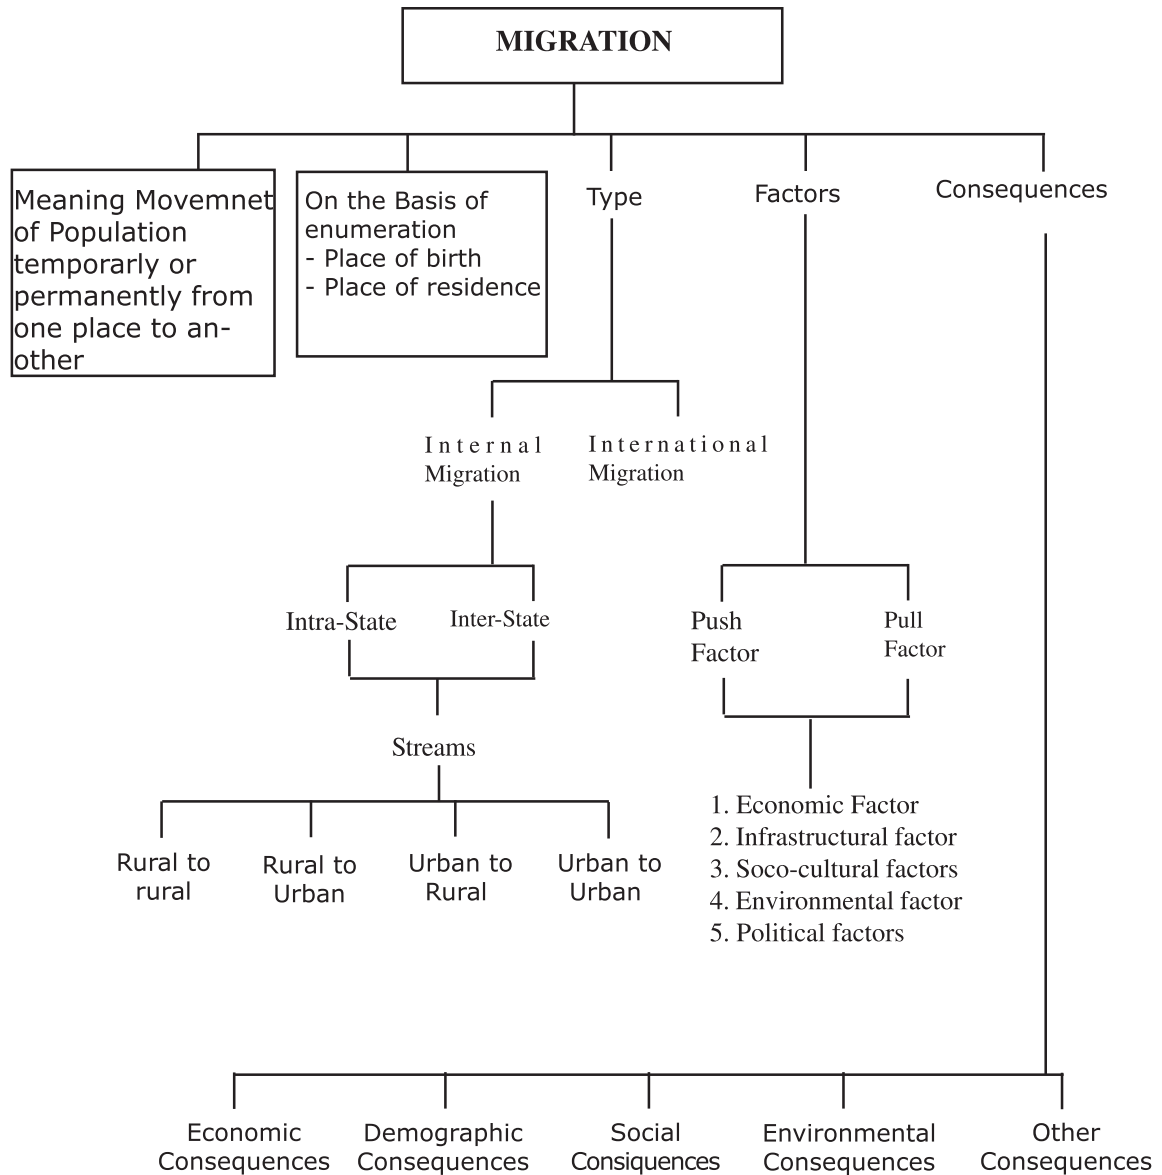 MIGRATION
Meaning Movemnet
of Population
temporarly or
permanently from
one place to an-
other
On the Basis of
enumeration
- Place of birth
- Place of residence
Type
Factors
Consequences
Internal
Migration
International
Migration
Intra-State
Inter-State
Push
Factor
Pull
Factor
Streams
Rural to
rural
Rural to
Urban
Urban to
Rural
Urban to
Urban
1. Economic Factor
2. Infrastructural factor
3. Soco-cultural factors
4. Environmental factor
5. Political factors
Economic
Consequences
Demographic
Consequences
Social
Consiquences
Environmental
Consequences
Other
Consequences